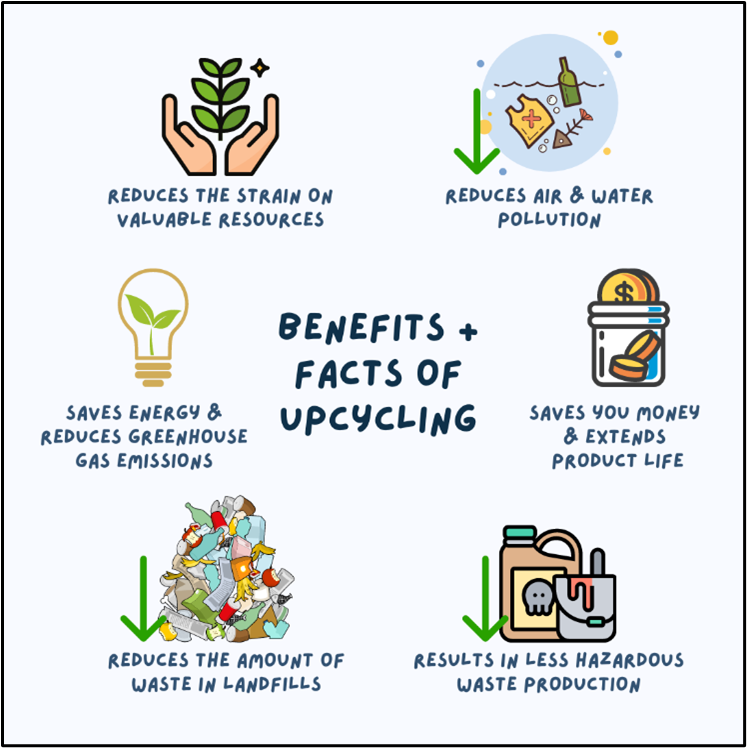 REDUCES THE STRAIN ON
VALUABLE RESOURCES
REDUCES AIR & WATER
POLLUTION
BENEFITS +
FACTS OF
UPCYCLING
SAVES ENERGY &
REDUCES GREENHOUSE
GAS EMISSIONS
$
SAVES YOU MONEY
& EXTENDS
PRODUCT LIFE
REDUCES THE AMOUNT OF
WASTE IN LANDFILLS
RESULTS IN LESS HAZARDOUS
WASTE PRODUCTION